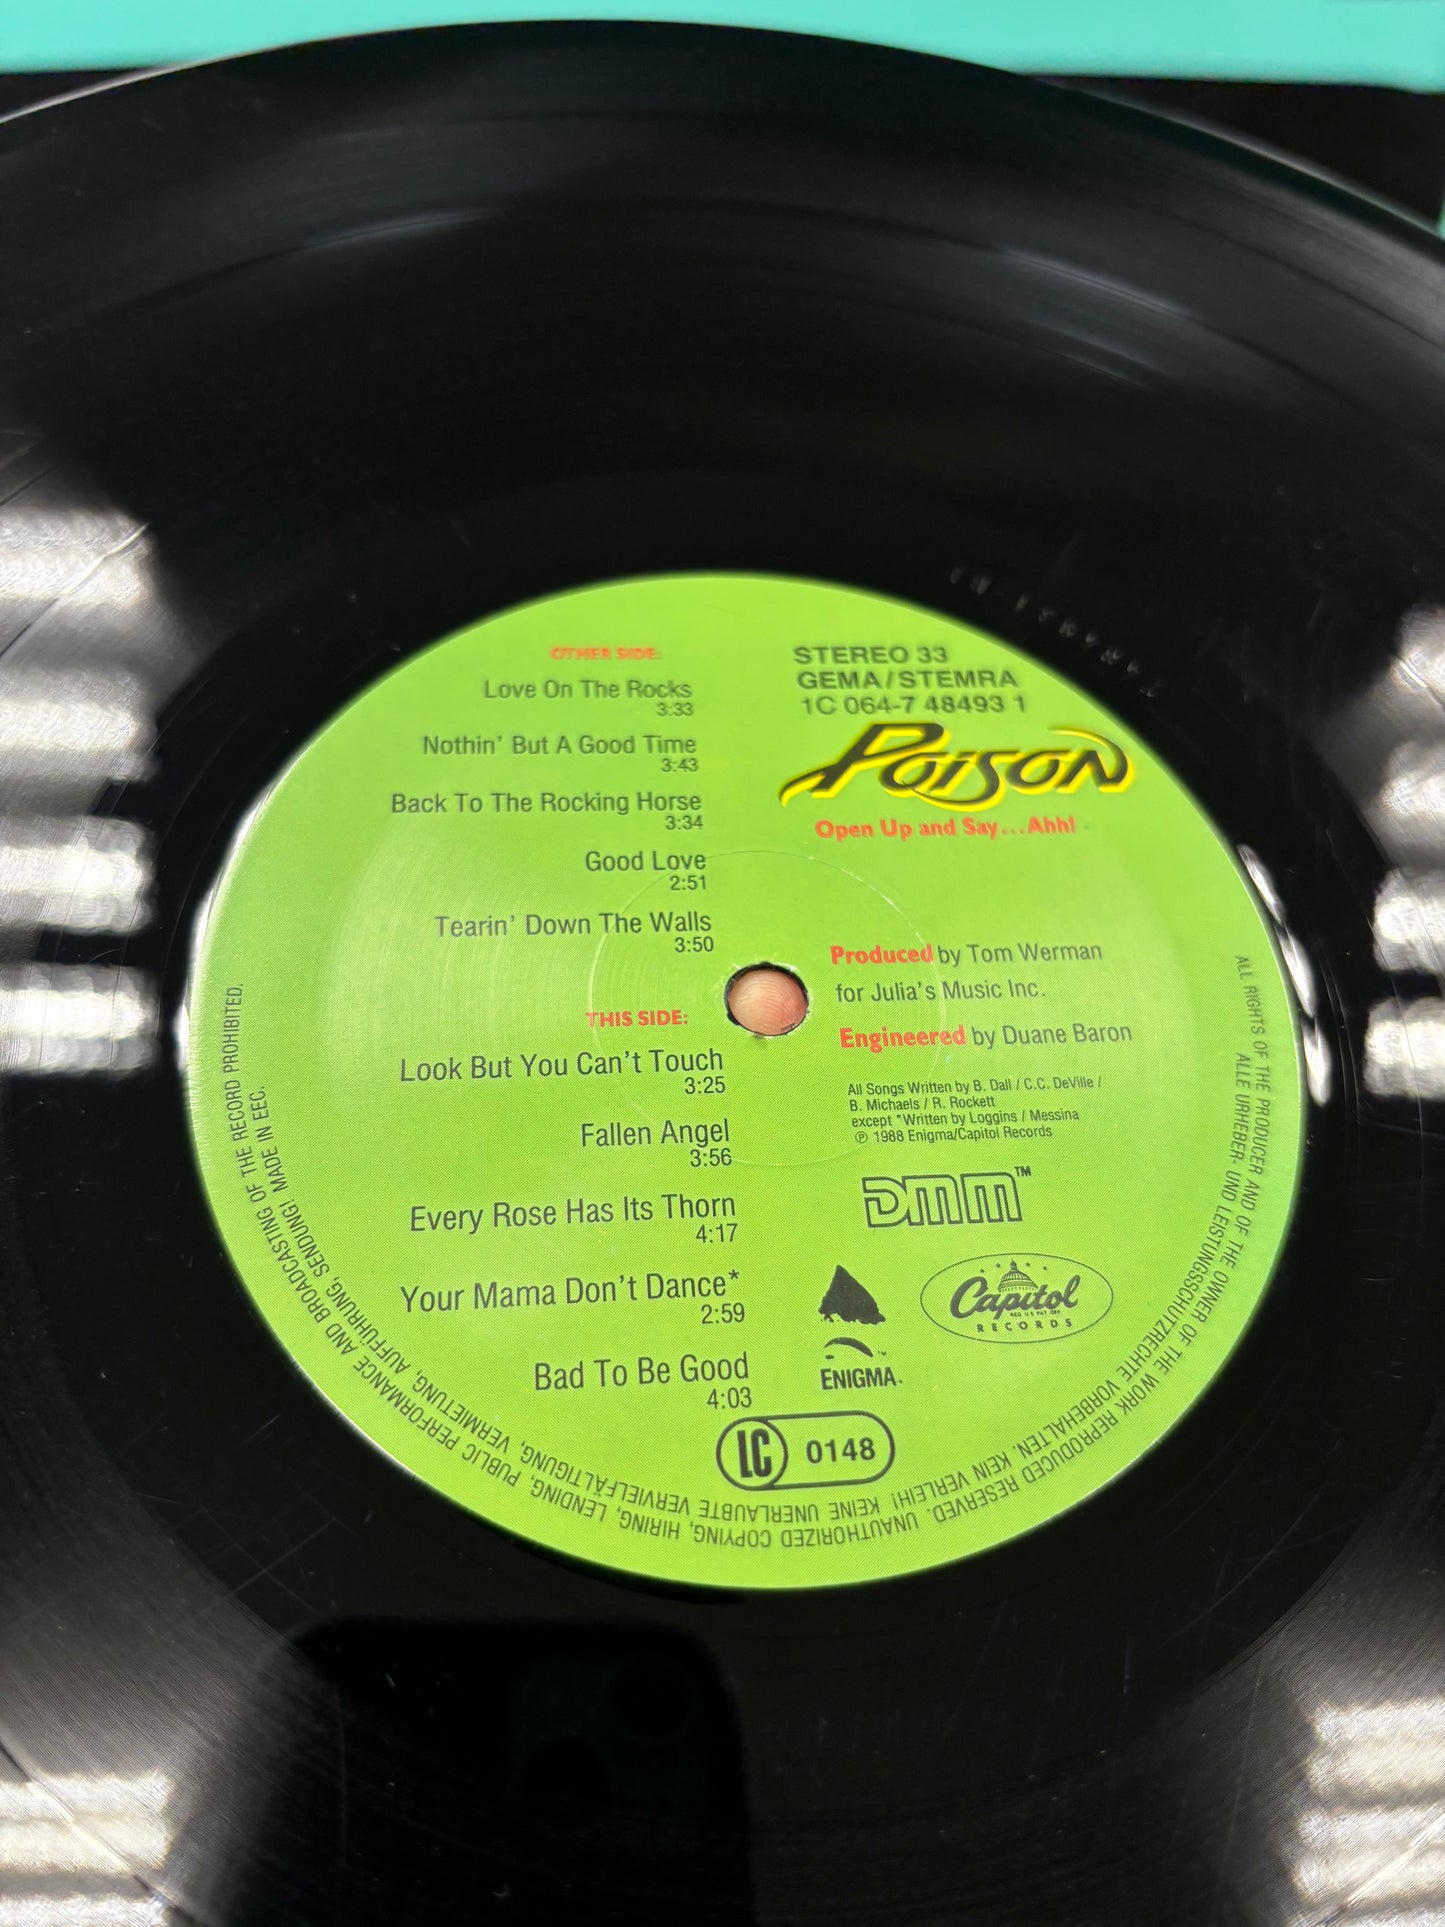 OTHER SIDE:
Love On The Rocks
3:33
Nothin' But A Good Time
3:43
Back To The Rocking Horse
3:34
Good Love
2:51
Tearin' Down The Walls
3:50
THIS SIDE:
Look But You Can't Touch
3:25
Fallen Angel
3:56
Every Rose Has Its Thorn
4:17
Your Mama Don't Dance*
2:59
Bad To Be Good
4:03
STEREO 33
GEMA/STEMRA
1C 064-7 48493 1
POISON
Open Up and Say...Ahh!
Produced by Tom Werman
for Julia's Music Inc.
Engineered by Duane Baron
All Songs Written by B. Dall / C.C. DeVille /
B. Michaels / R. Rockett
except *Written by Loggins / Messina
℗ 1988 Enigma/Capitol Records
DMM™
Capitol
REG. U.S. PAT. OFF.
RECORDS
ENIGMA.™
LC 0148
ALL RIGHTS OF THE PRODUCER AND OF THE OWNER OF THE WORK REPRODUCED RESERVED. UNAUTHORIZED COPYING, HIRING, LENDING, PUBLIC PERFORMANCE AND BROADCASTING OF THE RECORD PROHIBITED.
ALLE URHEBER- UND LEISTUNGSSCHUTZRECHTE VORBEHALTEN. KEIN VERLEIH! KEINE UNERLAUBTE VERVIELFÄLTIGUNG, VERMIETUNG, AUFFÜHRUNG, SENDUNG! MADE IN EEC.